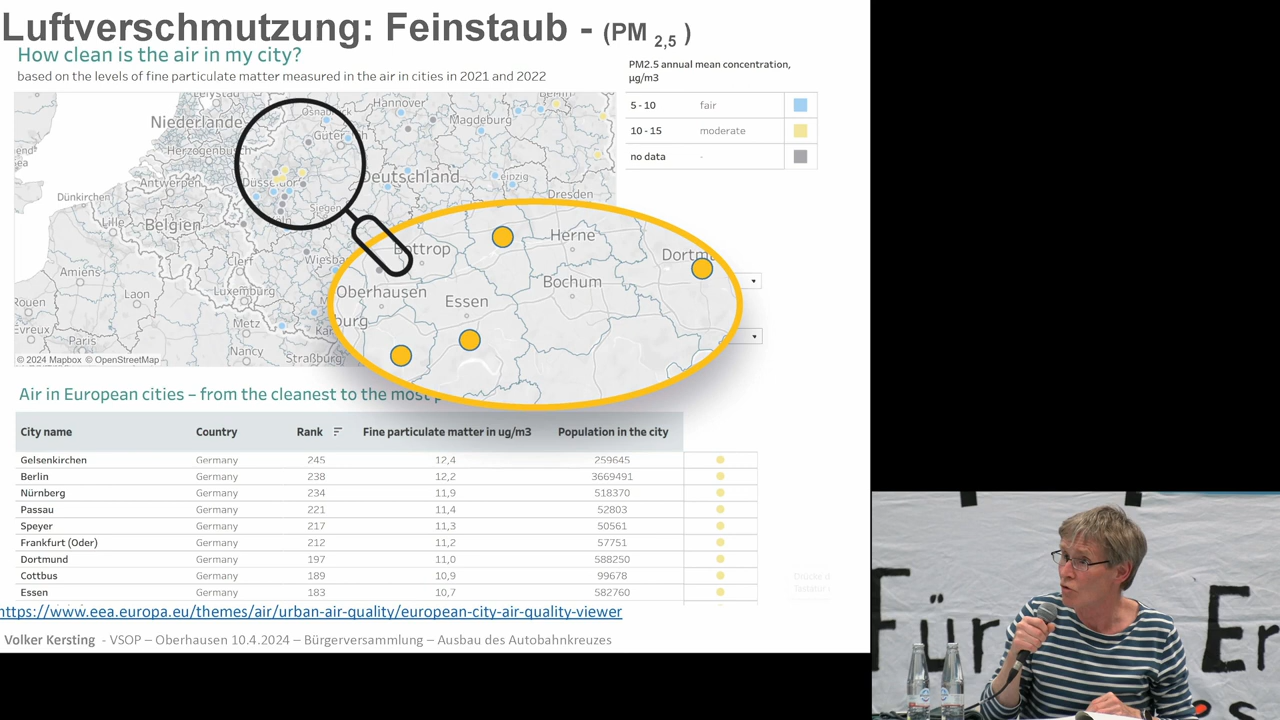 Luftverschmutzung: Feinstaub - (PM 2,5 )
How clean is the air in my city?
based on the levels of fine particulate matter measured in the air in cities in 2021 and 2022
PM2.5 annual mean concentration,
µg/m3
5 - 10 fair
10 - 15 moderate
no data -
Lelystad
Niederlande
Herzogenbusch
Antwerpen
Dünkirchen
Lille
Belgien
Amiens
Laon
Rouen
Paris
Clerf
Luxemburg
Metz
Nancy
Straßburg
Hannover
Magdeburg
Berlin
Deutschland
Leipzig
Dresden
Siegen
Düsseldorf
Bottrop
Herne
Oberhausen
Essen
Bochum
burg
© 2024 Mapbox © OpenStreetMap
Air in European cities – from the cleanest to the most p
City name Country Rank Fine particulate matter in ug/m3 Population in the city
Gelsenkirchen Germany 245 12,4 259645
Berlin Germany 238 12,2 3669491
Nürnberg Germany 234 11,9 518370
Passau Germany 221 11,4 52803
Speyer Germany 217 11,3 50561
Frankfurt (Oder) Germany 212 11,2 57751
Dortmund Germany 197 11,0 588250
Cottbus Germany 189 10,9 99678
Essen Germany 183 10,7 582760
https://www.eea.europa.eu/themes/air/urban-air-quality/european-city-air-quality-viewer
Volker Kersting - VSOP – Oberhausen 10.4.2024 – Bürgerversammlung – Ausbau des Autobahnkreuzes
Für Er